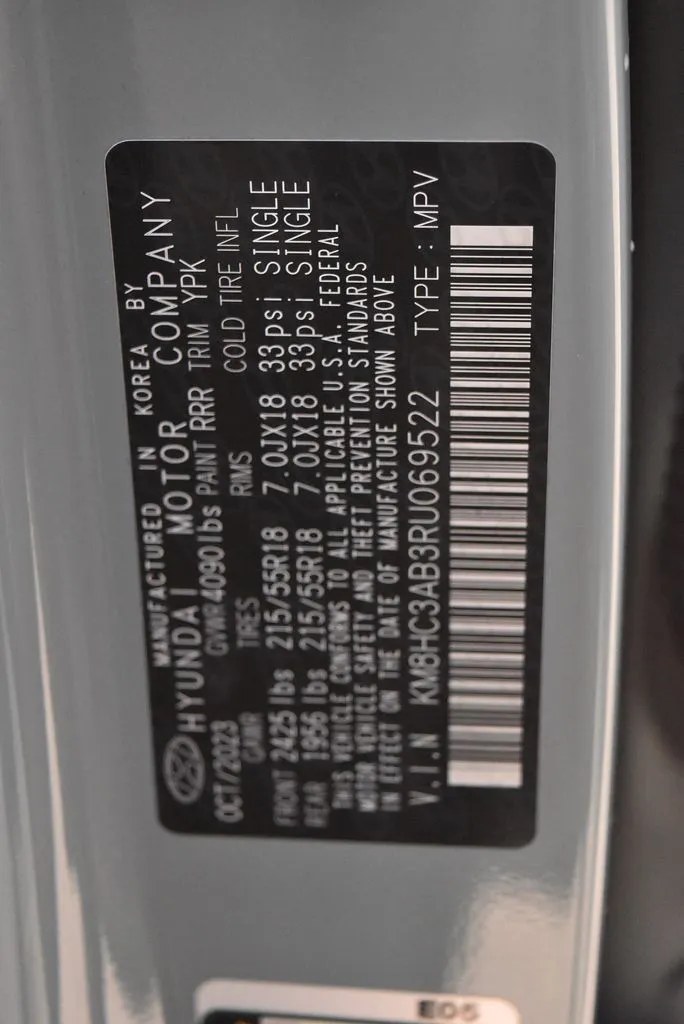 MANUFACTURED IN KOREA BY
HYUNDAI MOTOR COMPANY
OCT/2023 GVWR 4090lbs PAINT RRR TRIM YPK
GAWR TIRES RIMS COLD TIRE INFL
FRONT 2425 lbs 215/55R18 7.0JX18 33psi SINGLE
REAR 1956 lbs 215/55R18 7.0JX18 33psi SINGLE
THIS VEHICLE CONFORMS TO ALL APPLICABLE U.S.A. FEDERAL
MOTOR VEHICLE SAFETY AND THEFT PREVENTION STANDARDS
IN EFFECT ON THE DATE OF MANUFACTURE SHOWN ABOVE
V.I.N KM8HC3AB3RU069522 TYPE : MPV
E05